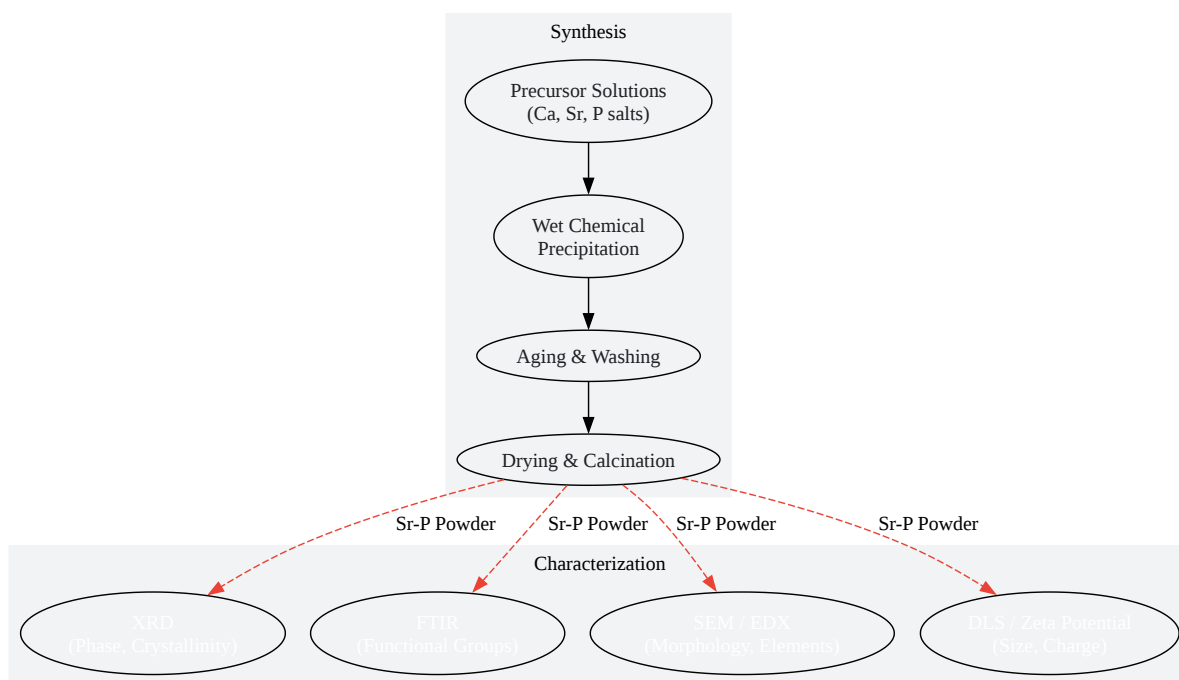 Synthesis
Precursor Solutions
(Ca, Sr, P salts)
Wet Chemical
Precipitation
Aging & Washing
Drying & Calcination
Sr-P Powder
Sr-P Powder
Sr-P Powder
Sr-P Powder
Characterization
XRD
(Phase, Crystallinity)
FTIR
(Functional Groups)
SEM / EDX
(Morphology, Elements)
DLS / Zeta Potential
(Size, Charge)